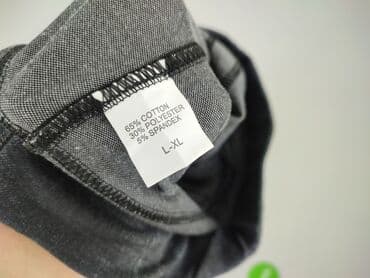 65% COTTON
30% POLYESTER
5% SPANDEX
L-XL